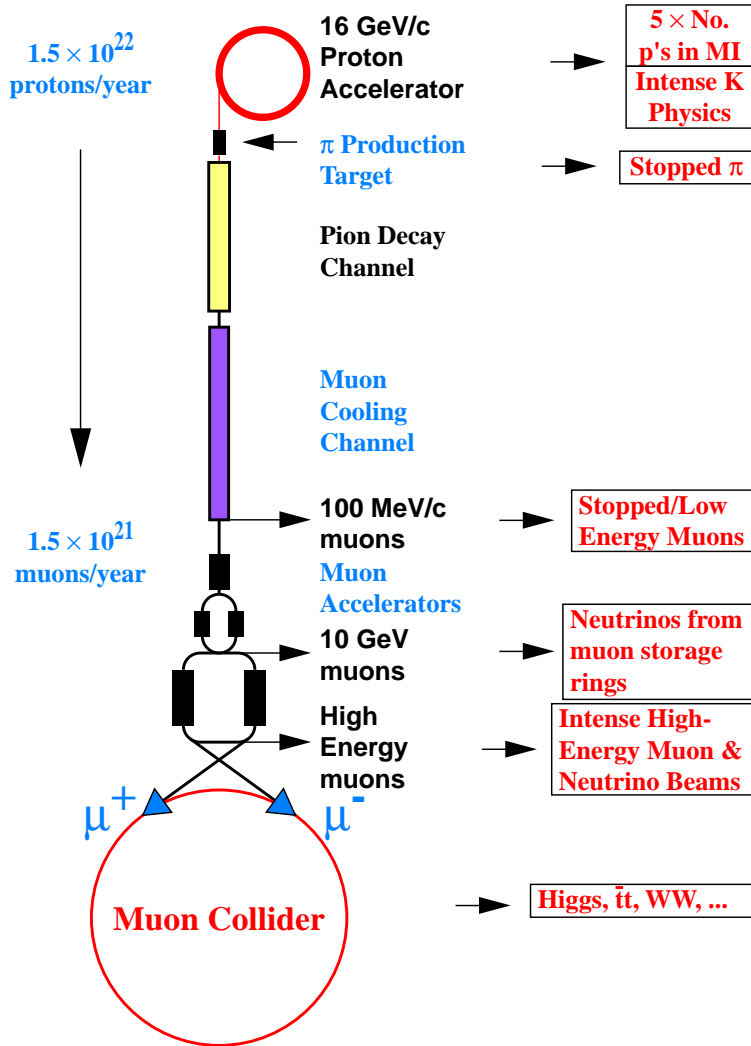 1.5 × 10²²
protons/year
16 GeV/c
Proton
Accelerator
5 × No.
p's in MI
Intense K
Physics
π Production
Target
Stopped π
Pion Decay
Channel
Muon
Cooling
Channel
1.5 × 10²¹
muons/year
100 MeV/c
muons
Stopped/Low
Energy Muons
Muon
Accelerators
10 GeV
muons
Neutrinos from
muon storage
rings
High
Energy
muons
Intense High-
Energy Muon &
Neutrino Beams
μ⁺
μ⁻
Muon Collider
Higgs, t̄t, WW, ...